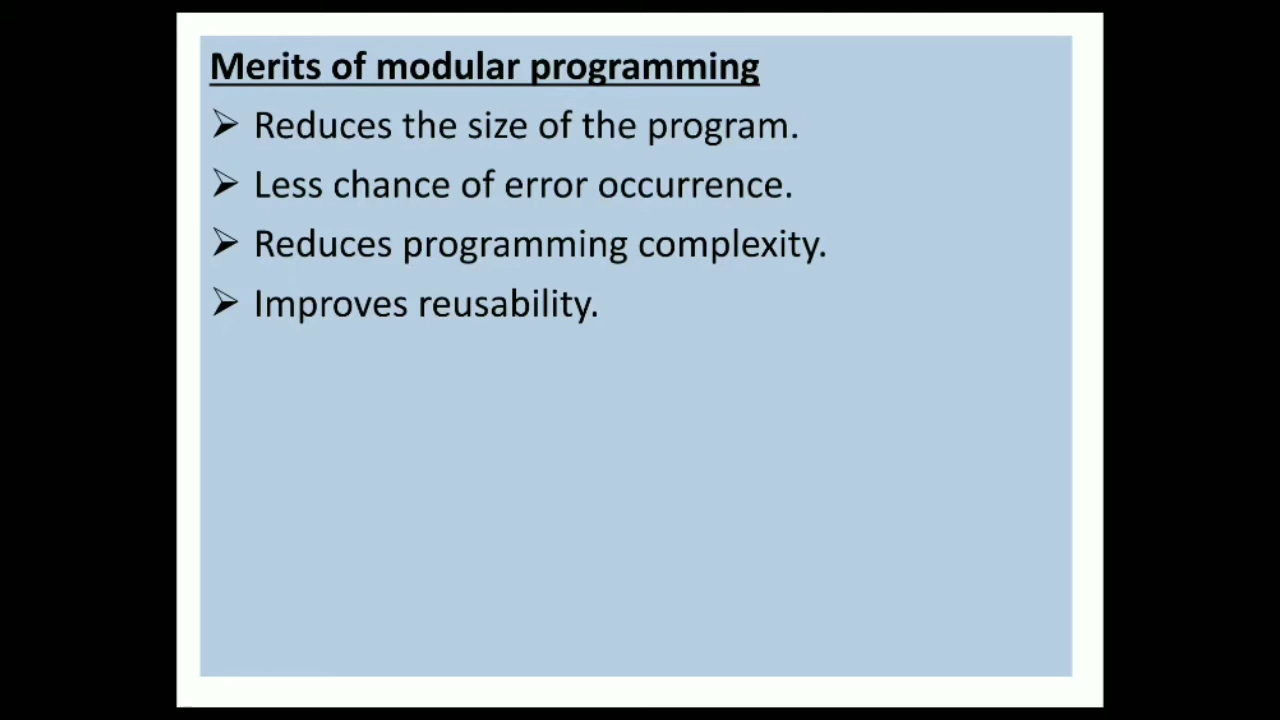 Merits of modular programming
➢ Reduces the size of the program.
➢ Less chance of error occurrence.
➢ Reduces programming complexity.
➢ Improves reusability.